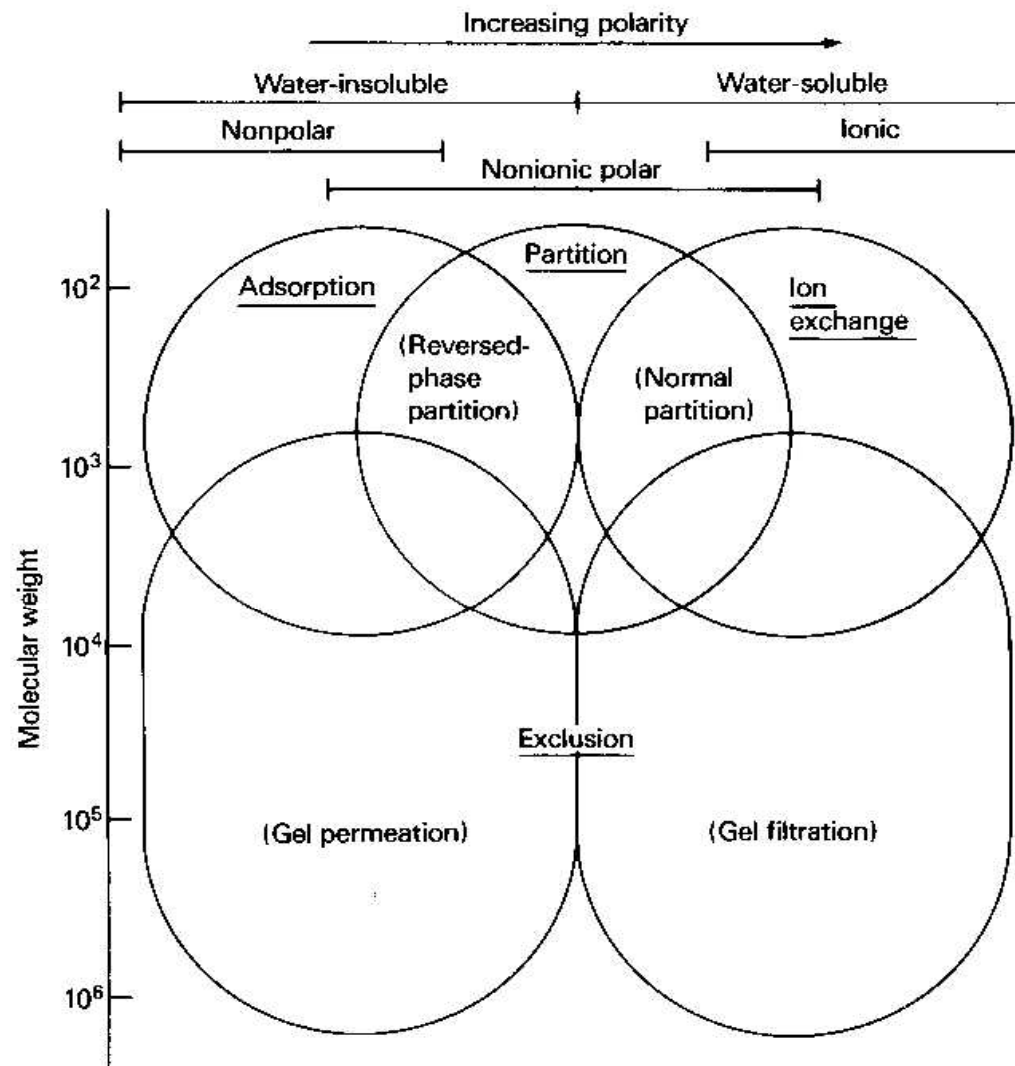 Increasing polarity
Water-insoluble
Water-soluble
Nonpolar
Ionic
Nonionic polar
Partition
Adsorption
Ion
exchange
10²
(Reversed-
phase
partition)
(Normal
partition)
10³
Molecular weight
10⁴
Exclusion
10⁵
(Gel permeation)
(Gel filtration)
10⁶